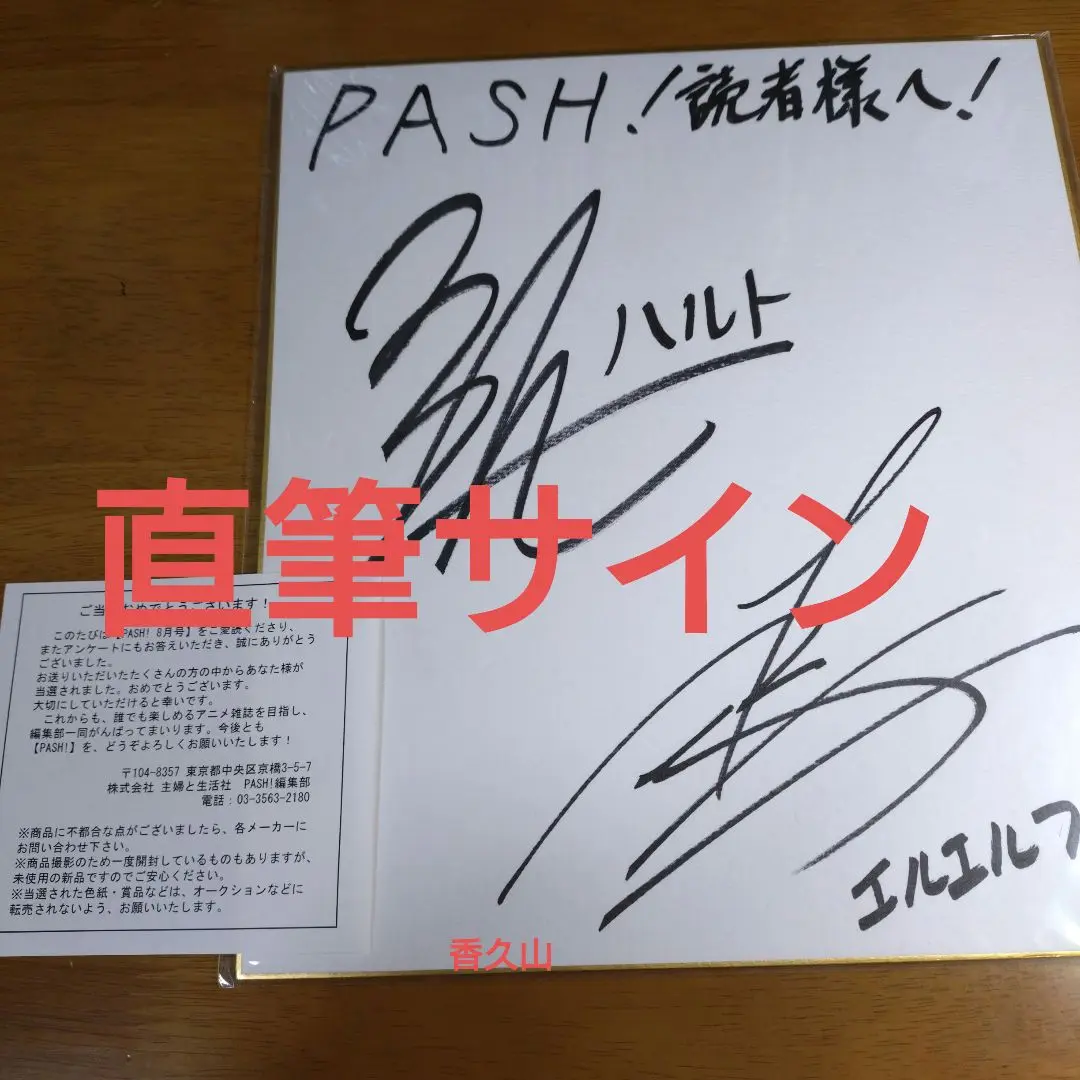 PASH!読者様へ!
ハルト
直筆サイン
エルエルフ
香久山
ご当 おめでとうございます!
このたびは【PASH! 8月号】をご愛読くださり、
またアンケートにもお答えいただき、誠にありがとう
ございました。
お送りいただいたたくさんの方の中からあなた様が
当選されました。おめでとうございます。
大切にしていただけると幸いです。
これからも、誰でも楽しめるアニメ雑誌を目指し、
編集部一同がんばってまいります。今後とも
【PASH!】を、どうぞよろしくお願いいたします!
〒104-8357 東京都中央区京橋3-5-7
株式会社 主婦と生活社 PASH!編集部
電話:03-3563-2180
※商品に不都合な点がございましたら、各メーカーに
お問い合わせ下さい。
※商品撮影のため一度開封しているものもありますが、
未使用の新品ですのでご安心ください。
※当選された色紙・賞品などは、オークションなどに
転売されないよう、お願いいたします。